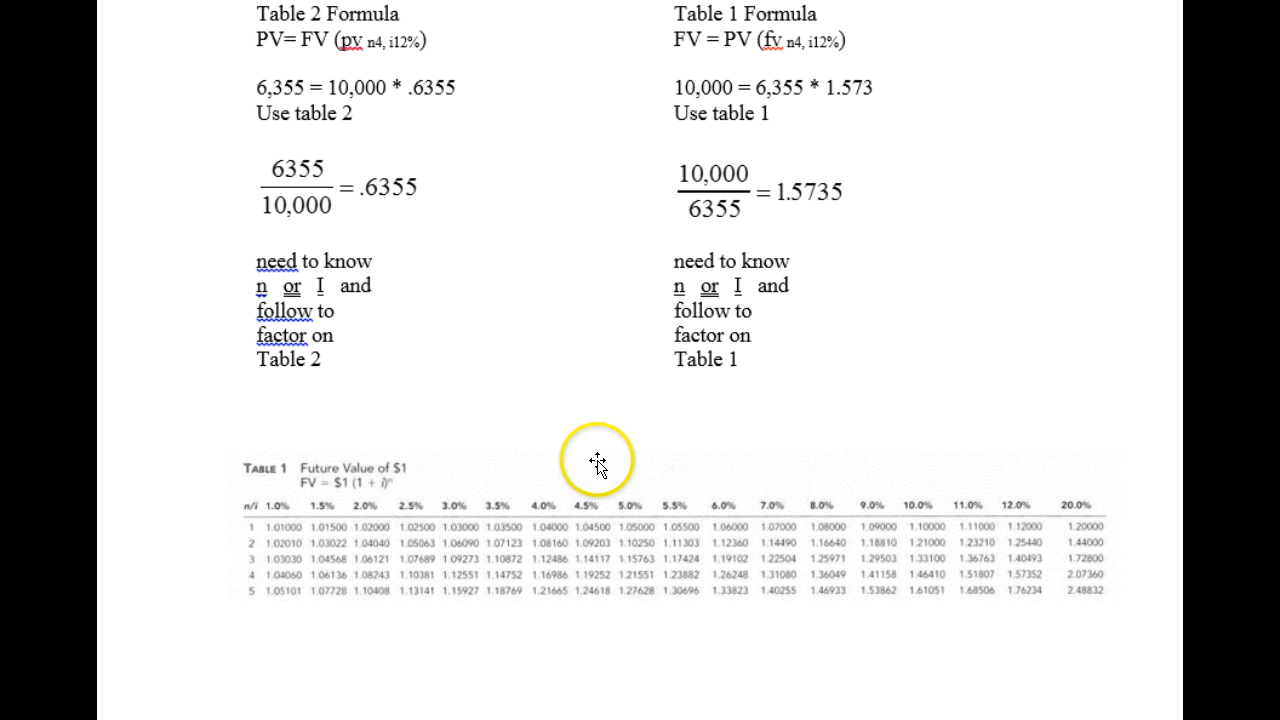 Table 2 Formula
PV= FV (pv n4, i12%)
6,355 = 10,000 * .6355
Use table 2
6355
10,000
= .6355
need to know
n or I and
follow to
factor on
Table 2
Table 1 Formula
FV = PV (fv n4, i12%)
10,000 = 6,355 * 1.573
Use table 1
10,000
6355
= 1.5735
need to know
n or I and
follow to
factor on
Table 1
TABLE 1 Future Value of $1
FV = $1 (1 + i)ⁿ
n/i 1.0% 1.5% 2.0% 2.5% 3.0% 3.5% 4.0% 4.5% 5.0% 5.5% 6.0% 7.0% 8.0% 9.0% 10.0% 11.0% 12.0% 20.0%
1 1.01000 1.01500 1.02000 1.02500 1.03000 1.03500 1.04000 1.04500 1.05000 1.05500 1.06000 1.07000 1.08000 1.09000 1.10000 1.11000 1.12000 1.20000
2 1.02010 1.03022 1.04040 1.05063 1.06090 1.07123 1.08160 1.09203 1.10250 1.11303 1.12360 1.14490 1.16640 1.18810 1.21000 1.23210 1.25440 1.44000
3 1.03030 1.04568 1.06121 1.07689 1.09273 1.10872 1.12486 1.14117 1.15763 1.17424 1.19102 1.22504 1.25971 1.29503 1.33100 1.36763 1.40493 1.72800
4 1.04060 1.06136 1.08243 1.10381 1.12551 1.14752 1.16986 1.19252 1.21551 1.23882 1.26248 1.31080 1.36049 1.41158 1.46410 1.51807 1.57352 2.07360
5 1.05101 1.07728 1.10408 1.13141 1.15927 1.18769 1.21665 1.24618 1.27628 1.30696 1.33823 1.40255 1.46933 1.53862 1.61051 1.68506 1.76234 2.48832